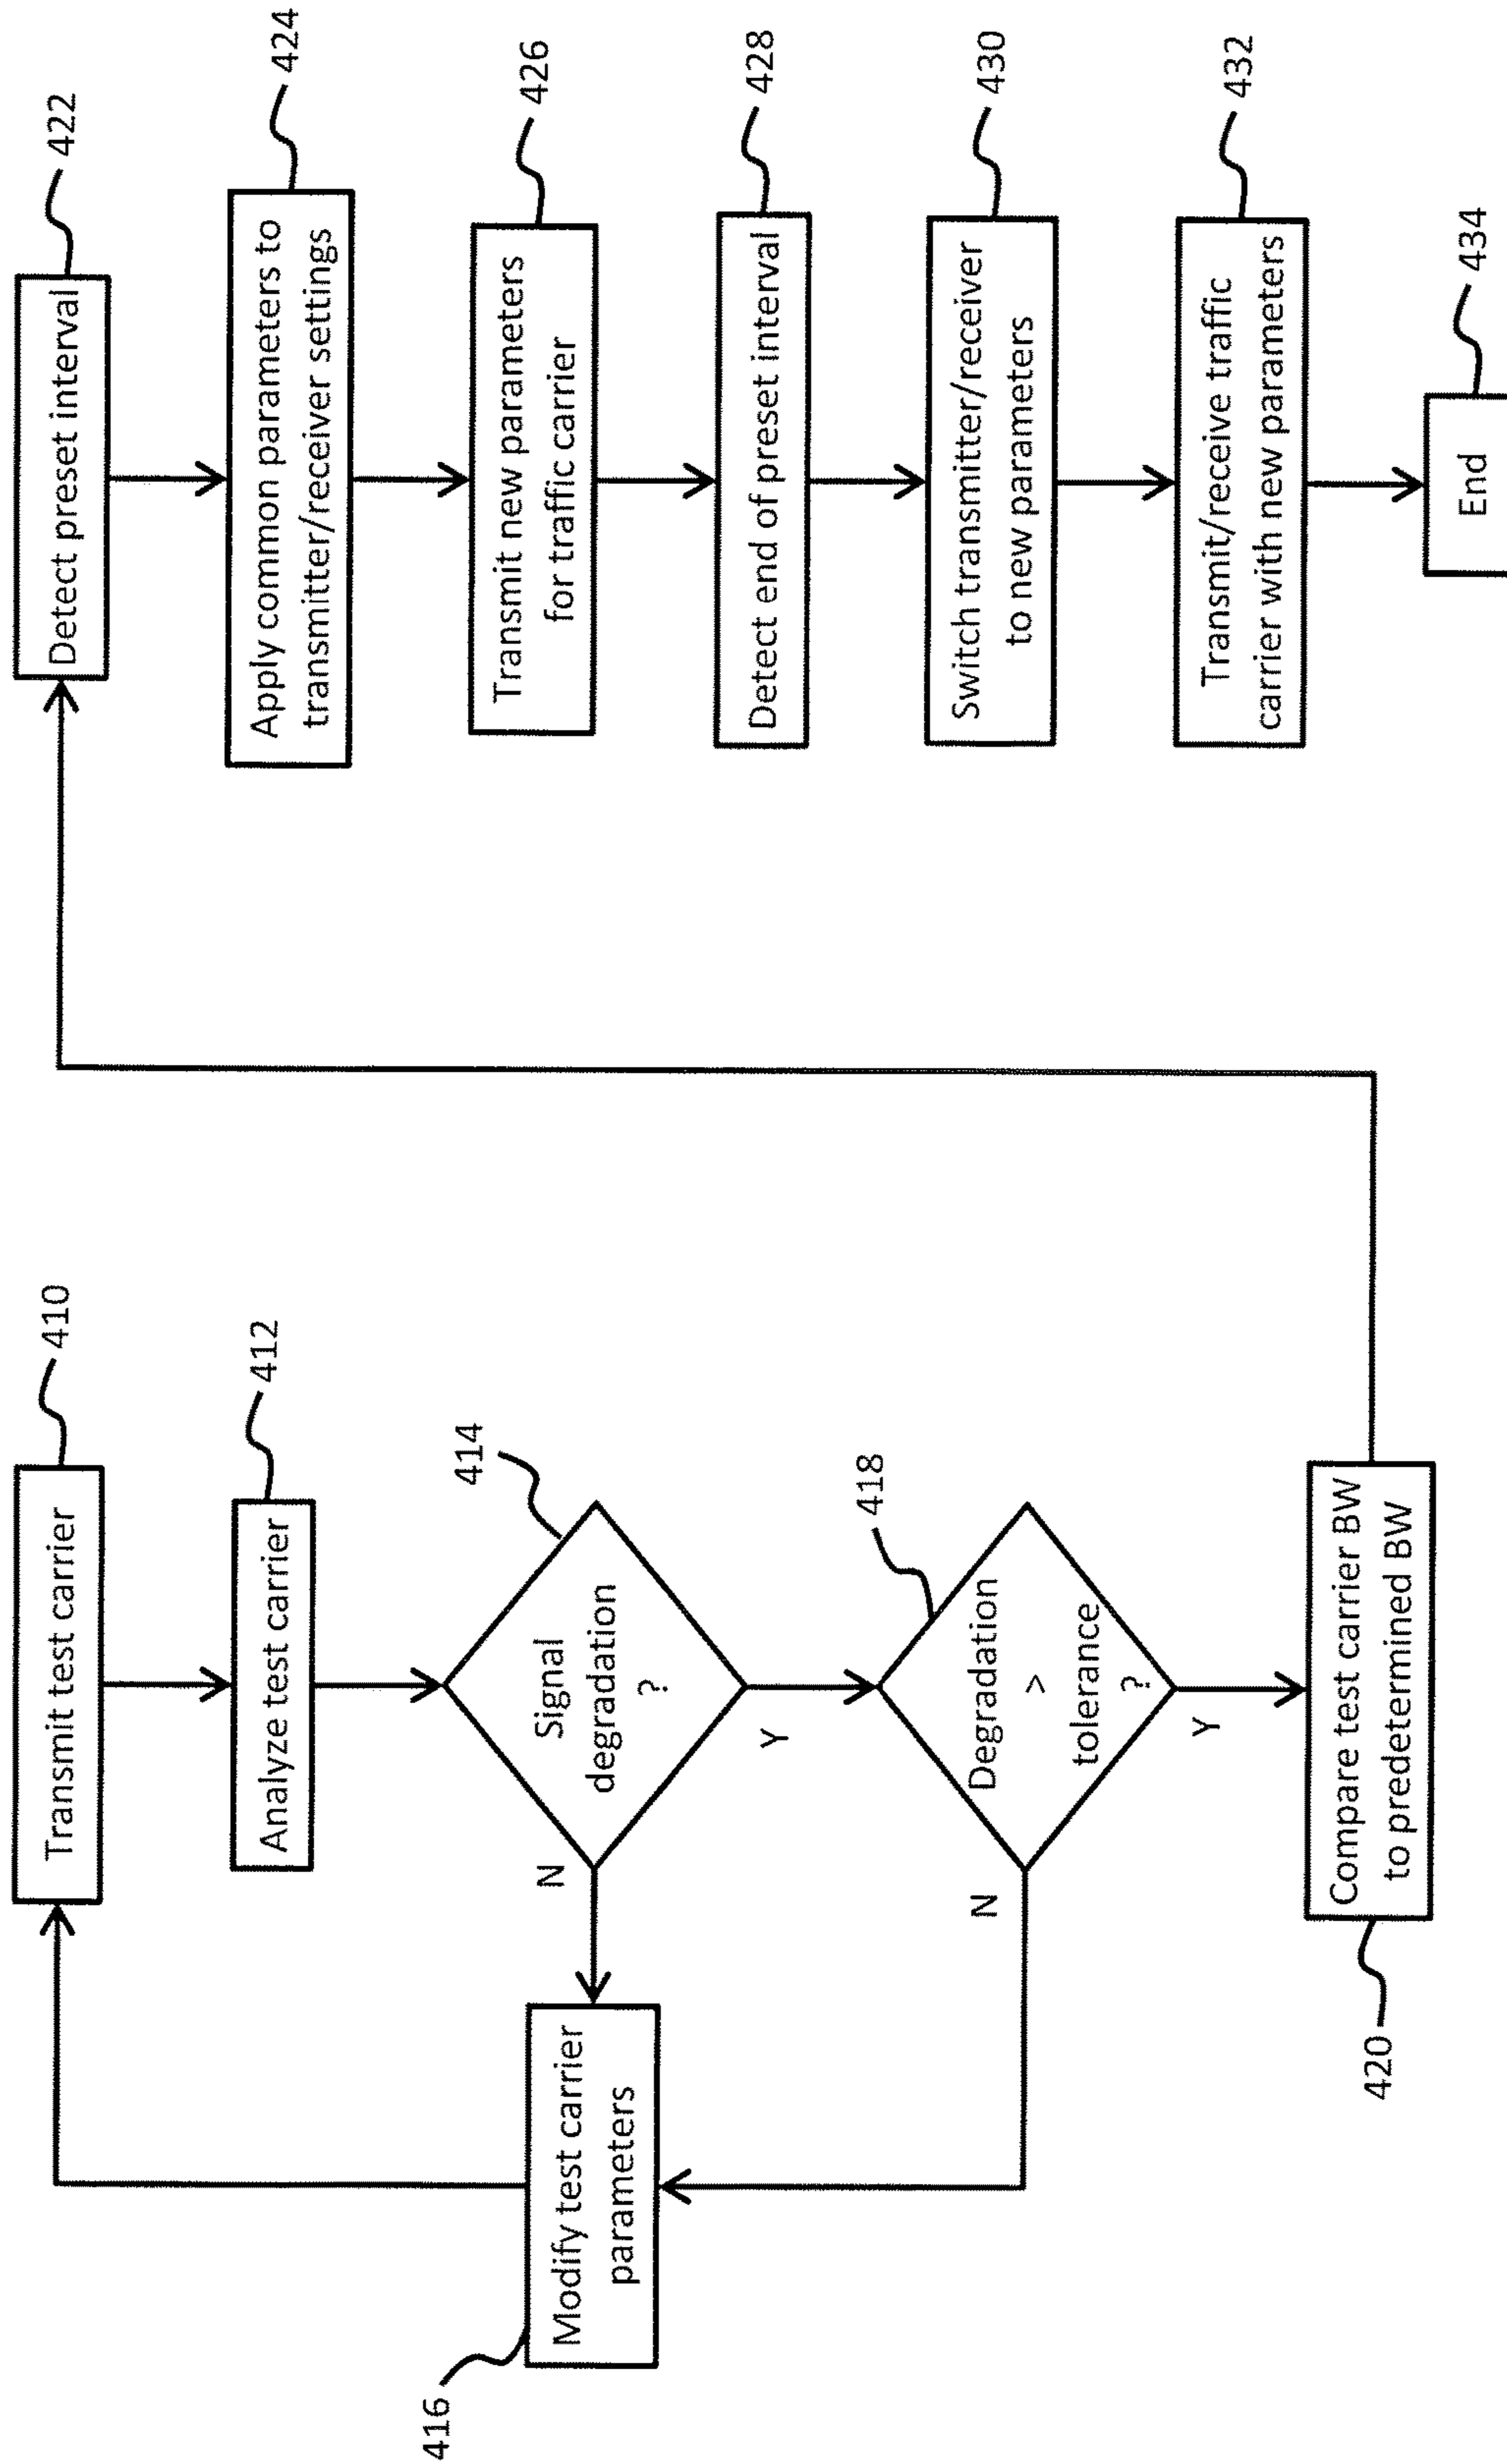 Transmit test carrier
410
Analyze test carrier
412
Signal
degradation
?
414
N
Y
Modify test carrier
parameters
416
Degradation
>
tolerance
?
418
N
Y
Compare test carrier BW
to predetermined BW
420
Detect preset interval
422
Apply common parameters to
transmitter/receiver settings
424
Transmit new parameters
for traffic carrier
426
Detect end of preset interval
428
Switch transmitter/receiver
to new parameters
430
Transmit/receive traffic
carrier with new parameters
432
End
434